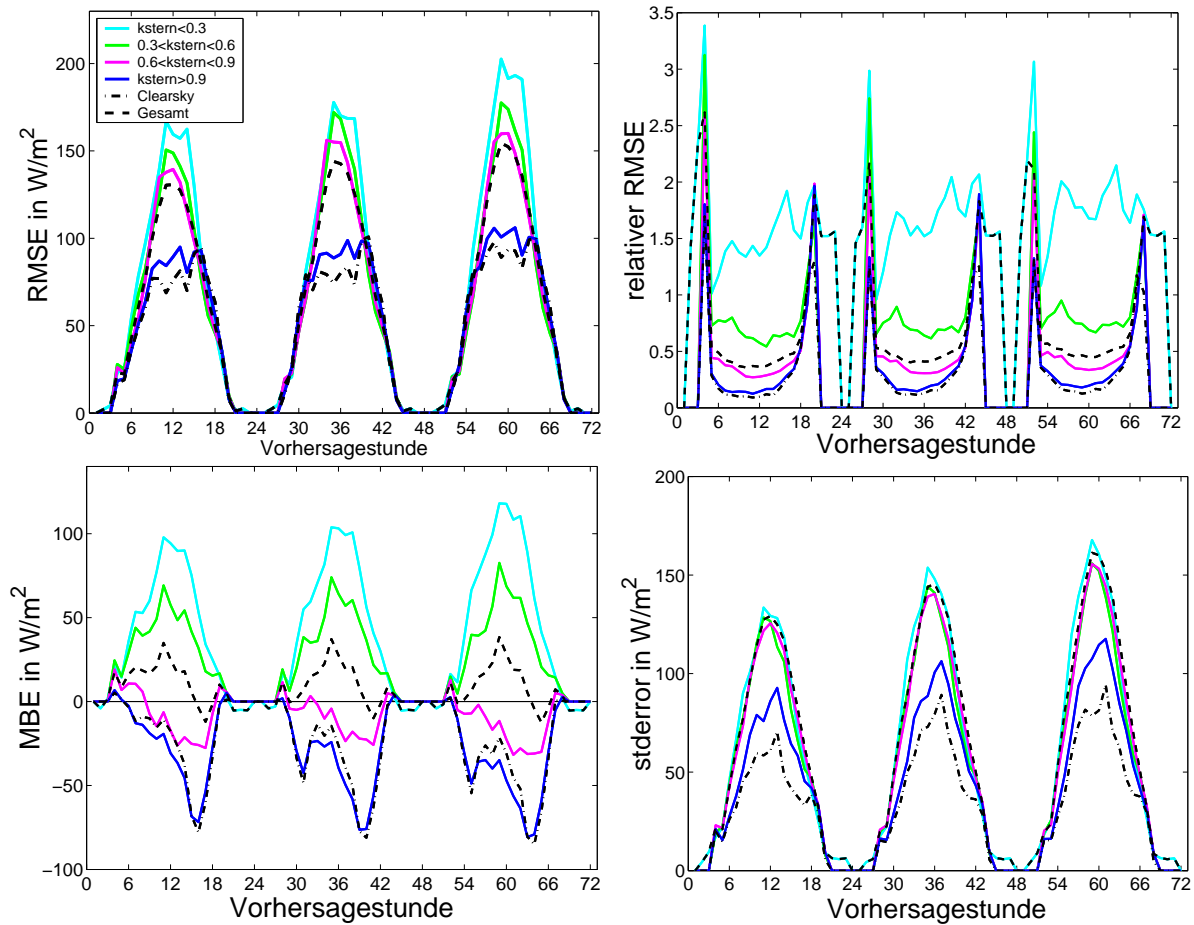 kstern<0.3
0.3<kstern<0.6
0.6<kstern<0.9
kstern>0.9
Clearsky
Gesamt
RMSE in W/m²
200
150
100
50
0
0 6 12 18 24 30 36 42 48 54 60 66 72
Vorhersagestunde
relativer RMSE
3.5
3
2.5
2
1.5
1
0.5
0
0 6 12 18 24 30 36 42 48 54 60 66 72
Vorhersagestunde
MBE in W/m²
100
50
0
−50
−100
0 6 12 18 24 30 36 42 48 54 60 66 72
Vorhersagestunde
stderror in W/m²
200
150
100
50
0
0 6 12 18 24 30 36 42 48 54 60 66 72
Vorhersagestunde